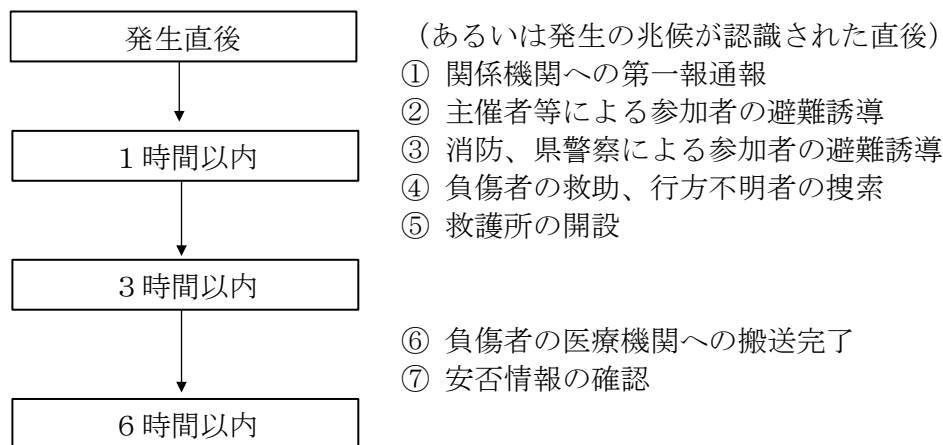 発生直後
(あるいは発生の兆候が認識された直後)
① 関係機関への第一報通報
② 主催者等による参加者の避難誘導
1時間以内
③ 消防、県警察による参加者の避難誘導
④ 負傷者の救助、行方不明者の捜索
⑤ 救護所の開設
3時間以内
⑥ 負傷者の医療機関への搬送完了
⑦ 安否情報の確認
6時間以内